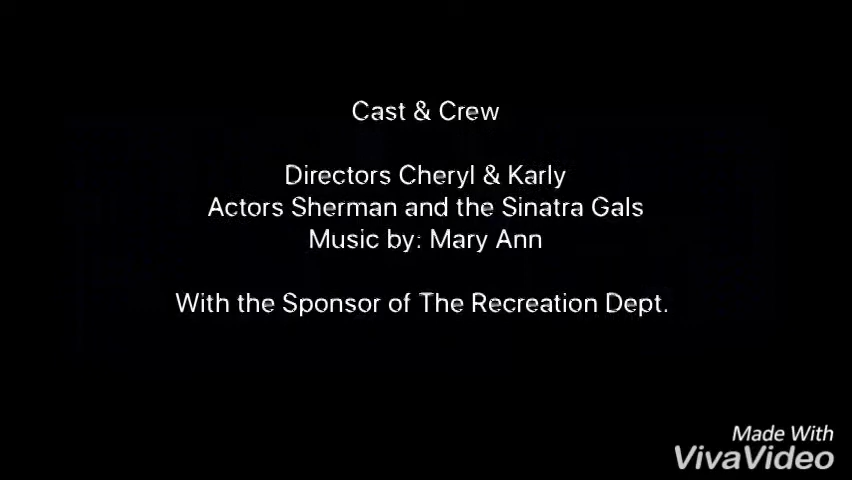 Cast & Crew
Directors Cheryl & Karly
Actors Sherman and the Sinatra Gals
Music by: Mary Ann
With the Sponsor of The Recreation Dept.
Made With
VivaVideo